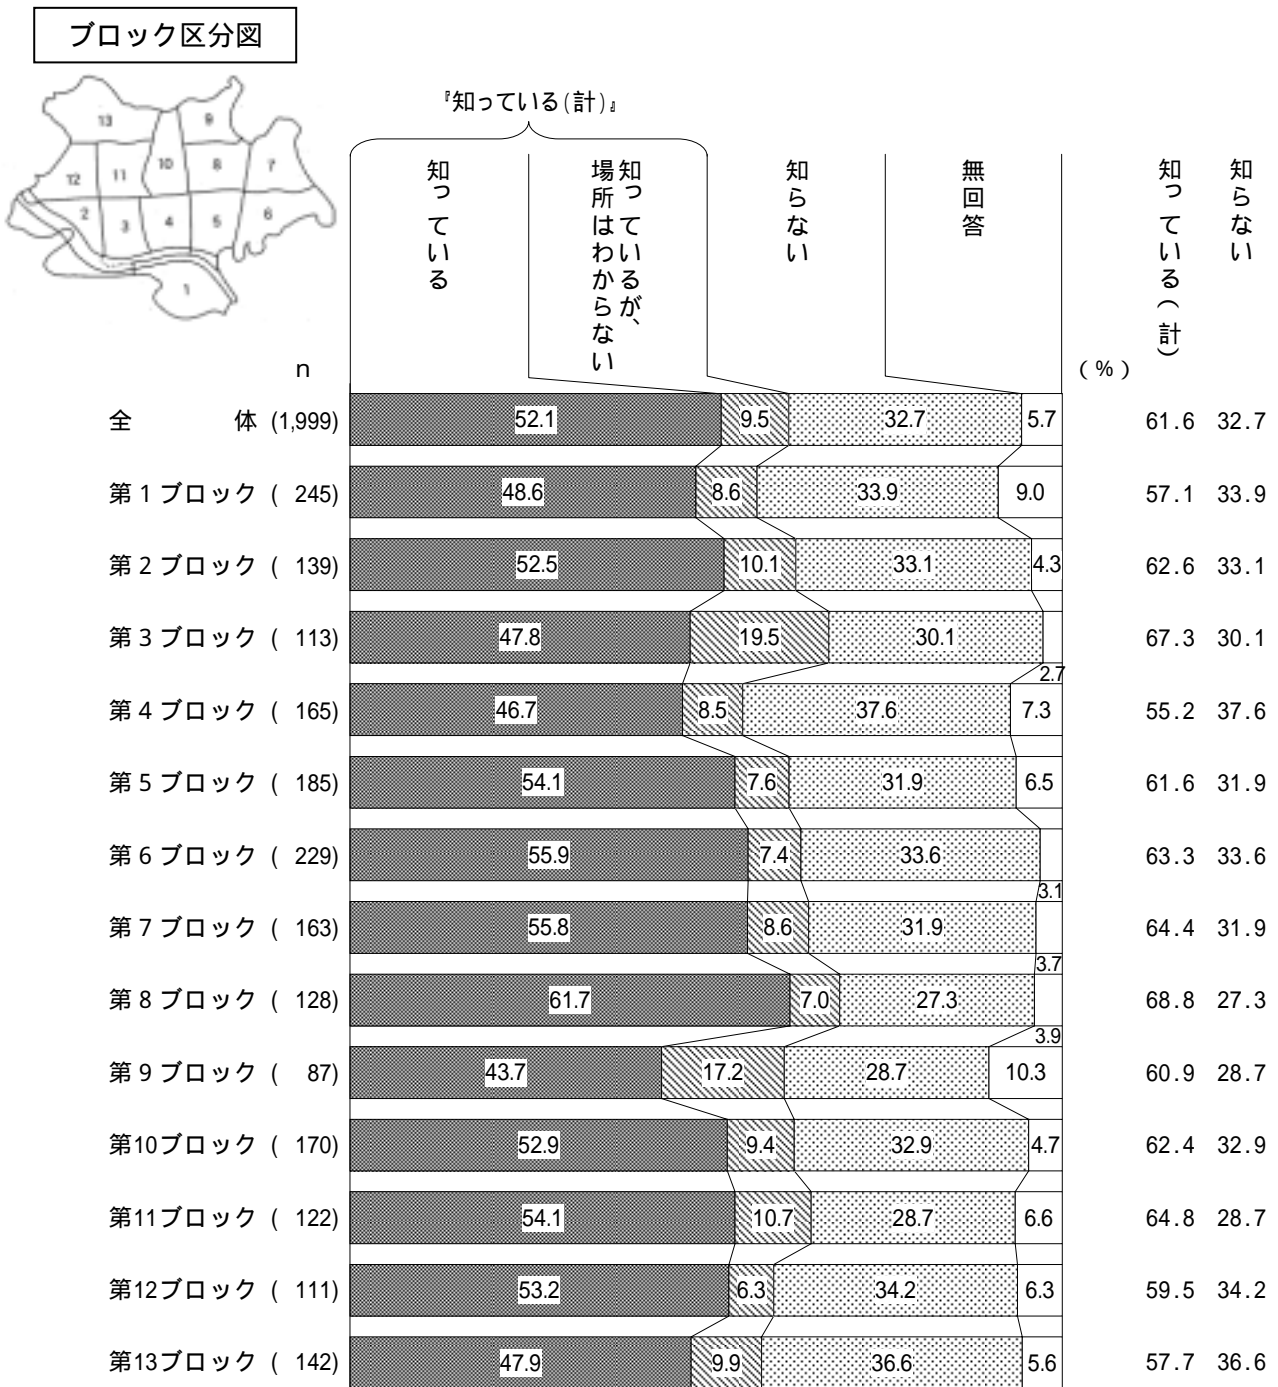 ブロック区分図
13
9
12
11
10
8
7
2
3
4
5
6
1
『知っている(計)』
知っている
知っているが、
場所はわからない
知らない
無回答
知っている(計)
知らない
n
(%)
全体 (1,999) 52.1 9.5 32.7 5.7 61.6 32.7
第1ブロック ( 245) 48.6 8.6 33.9 9.0 57.1 33.9
第2ブロック ( 139) 52.5 10.1 33.1 4.3 62.6 33.1
第3ブロック ( 113) 47.8 19.5 30.1 2.7 67.3 30.1
第4ブロック ( 165) 46.7 8.5 37.6 7.3 55.2 37.6
第5ブロック ( 185) 54.1 7.6 31.9 6.5 61.6 31.9
第6ブロック ( 229) 55.9 7.4 33.6 3.1 63.3 33.6
第7ブロック ( 163) 55.8 8.6 31.9 3.7 64.4 31.9
第8ブロック ( 128) 61.7 7.0 27.3 3.9 68.8 27.3
第9ブロック ( 87) 43.7 17.2 28.7 10.3 60.9 28.7
第10ブロック ( 170) 52.9 9.4 32.9 4.7 62.4 32.9
第11ブロック ( 122) 54.1 10.7 28.7 6.6 64.8 28.7
第12ブロック ( 111) 53.2 6.3 34.2 6.3 59.5 34.2
第13ブロック ( 142) 47.9 9.9 36.6 5.6 57.7 36.6